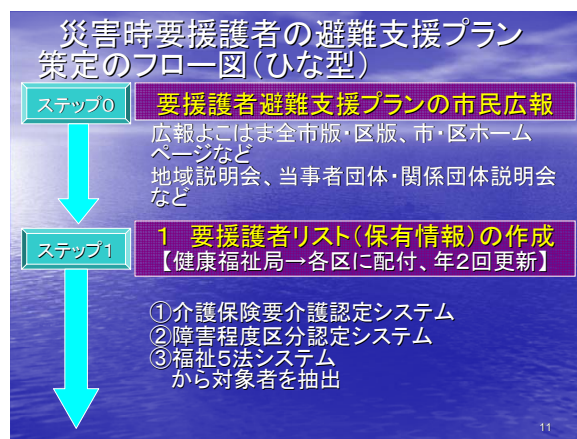 災害時要援護者の避難支援プラン
策定のフロー図(ひな型)
ステップ0
要援護者避難支援プランの市民広報
広報よこはま全市版・区版、市・区ホーム
ページなど
地域説明会、当事者団体・関係団体説明会
など
ステップ1
1 要援護者リスト(保有情報)の作成
【健康福祉局→各区に配付、年2回更新】
①介護保険要介護認定システム
②障害程度区分認定システム
③福祉5法システム
から対象者を抽出
11